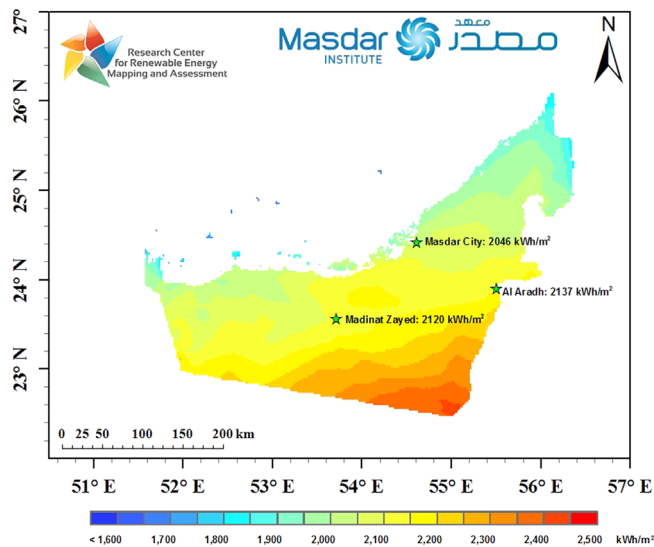 27° N
26° N
25° N
24° N
23° N
Research Center
for Renewable Energy
Mapping and Assessment
Masdar
INSTITUTE
معهد
مصدر
N
Masdar City: 2046 kWh/m²
Al Aradh: 2137 kWh/m²
Madinat Zayed: 2120 kWh/m²
0 25 50 100 150 200 km
51° E 52° E 53° E 54° E 55° E 56° E 57° E
< 1,600 1,700 1,800 1,900 2,000 2,100 2,200 2,300 2,400 2,500 kWh/m²